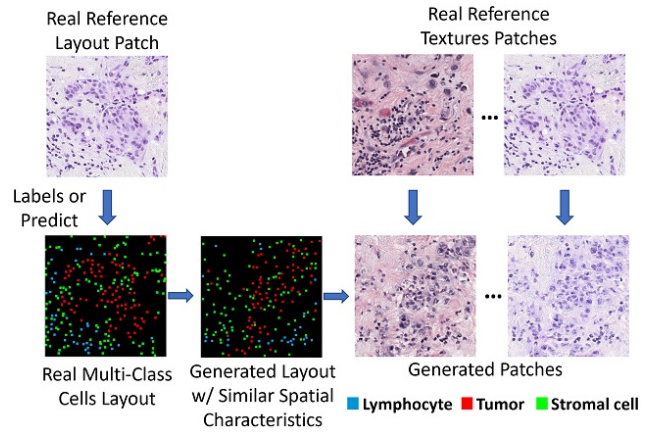 Real Reference
Layout Patch
Real Reference
Textures Patches
...
Labels or
Predict
...
Real Multi-Class
Cells Layout
Generated Layout
w/ Similar Spatial
Characteristics
Generated Patches
Lymphocyte Tumor Stromal cell